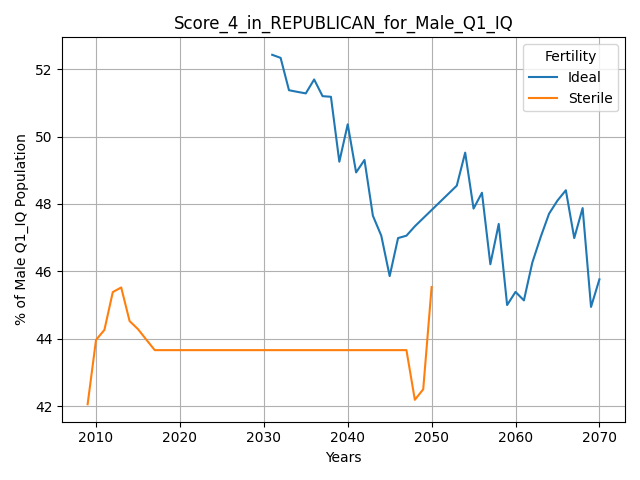 Score_4_in_REPUBLICAN_for_Male_Q1_IQ
Fertility
Ideal
Sterile
% of Male Q1_IQ Population
52
50
48
46
44
42
2010 2020 2030 2040 2050 2060 2070
Years